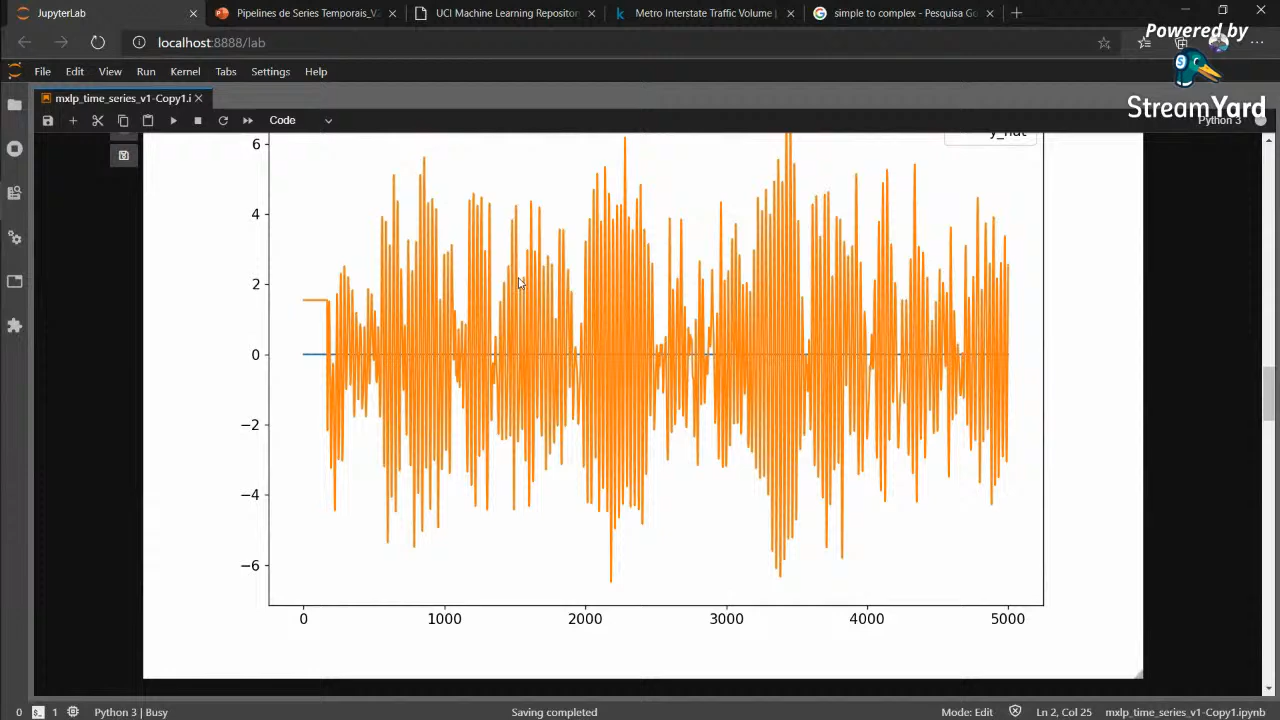 JupyterLab
Pipelines de Series Temporais_V2
UCI Machine Learning Repositor
Metro Interstate Traffic Volume |
simple to complex - Pesquisa Go
Powered by
localhost:8888/lab
StreamYard
File Edit View Run Kernel Tabs Settings Help
mxlp_time_series_v1-Copy1.i
Code
Python 3
y_hat
6
4
2
0
−2
−4
−6
0 1000 2000 3000 4000 5000
0 1 Python 3 | Busy Saving completed Mode: Edit Ln 2, Col 25 mxlp_time_series_v1-Copy1.ipynb